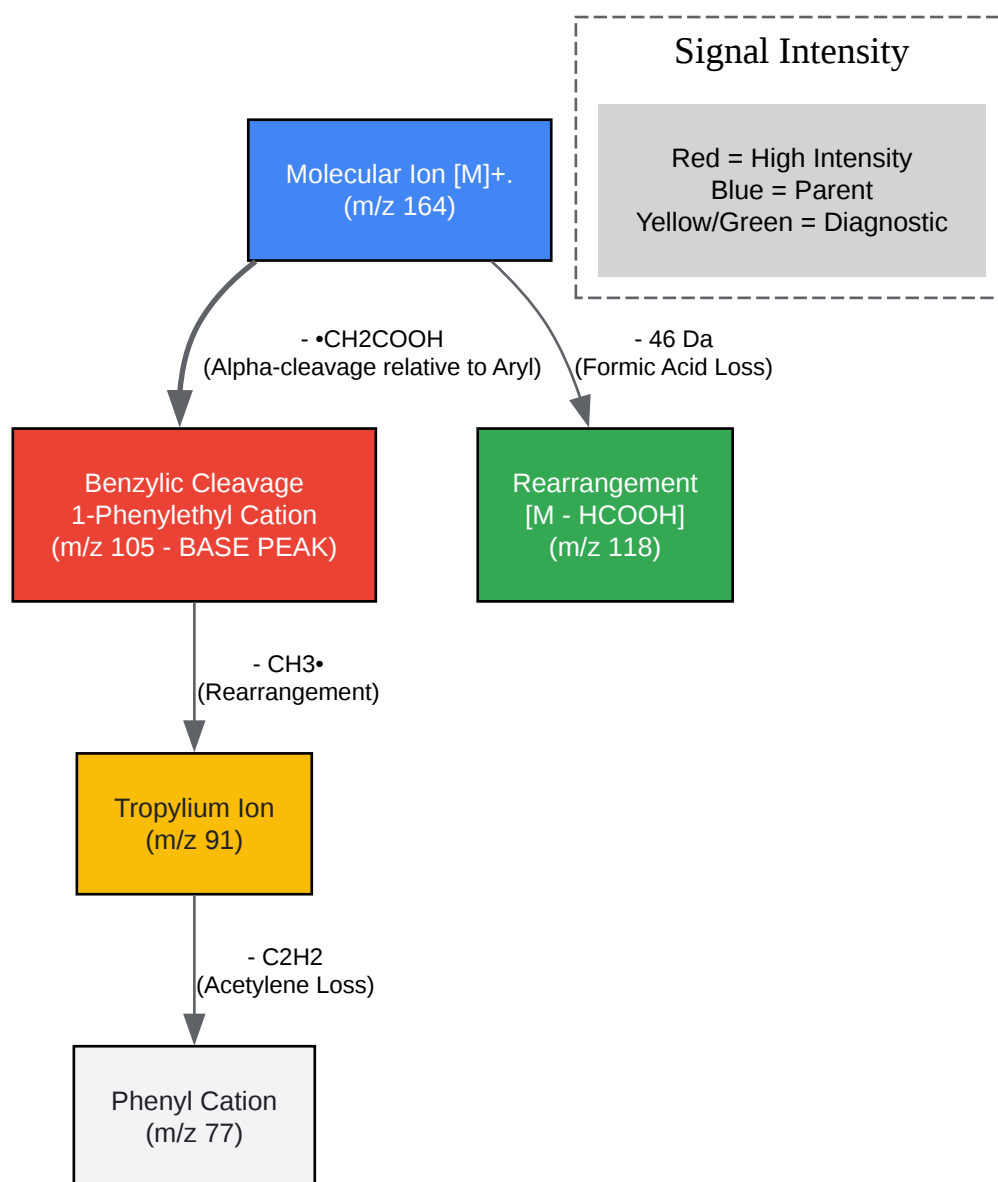 Signal Intensity
Red = High Intensity
Blue = Parent
Yellow/Green = Diagnostic
Molecular Ion [M]+.
(m/z 164)
- •CH2COOH
(Alpha-cleavage relative to Aryl)
- 46 Da
(Formic Acid Loss)
Benzylic Cleavage
1-Phenylethyl Cation
(m/z 105 - BASE PEAK)
Rearrangement
[M - HCOOH]
(m/z 118)
- CH3•
(Rearrangement)
Tropylium Ion
(m/z 91)
- C2H2
(Acetylene Loss)
Phenyl Cation
(m/z 77)